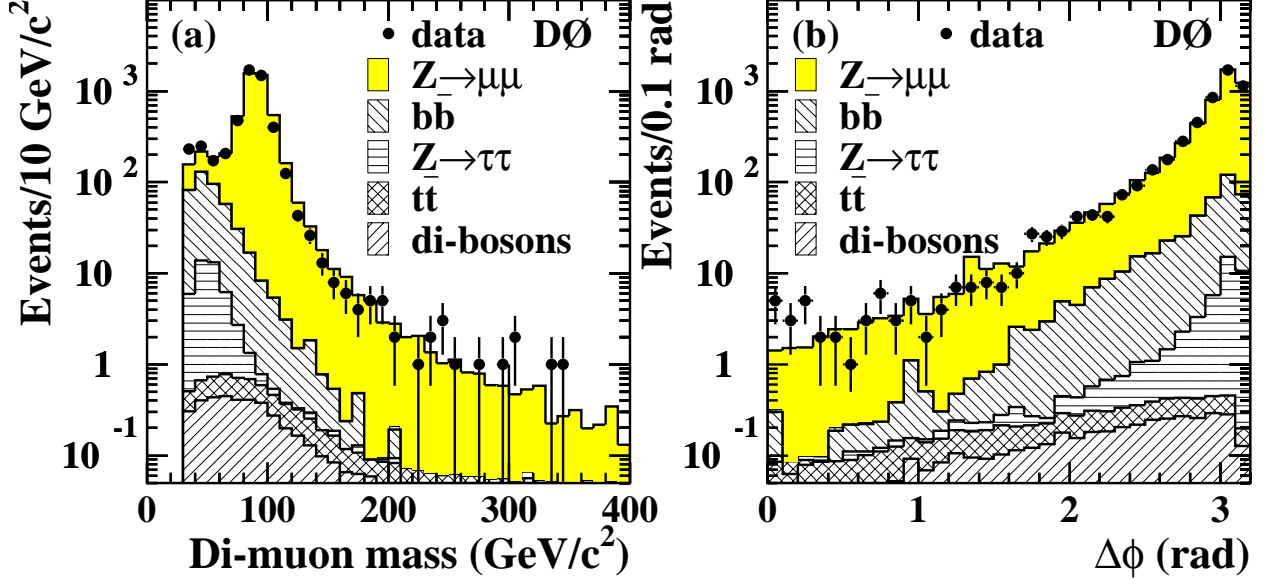 (a)
data
DØ
Z→μμ
bb̄
Z→ττ
tt̄
di-bosons
Events/10 GeV/c²
10³
10²
10
1
10⁻¹
0
100
200
300
400
Di-muon mass (GeV/c²)
(b)
data
DØ
Z→μμ
bb̄
Z→ττ
tt̄
di-bosons
Events/0.1 rad
10³
10²
10
1
10⁻¹
0
1
2
3
Δϕ (rad)